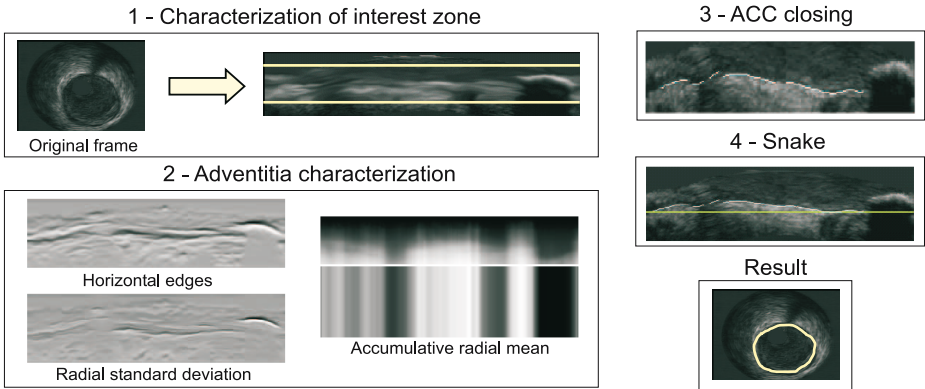 1 - Characterization of interest zone
Original frame
2 - Adventitia characterization
Horizontal edges
Radial standard deviation
Accumulative radial mean
3 - ACC closing
4 - Snake
Result